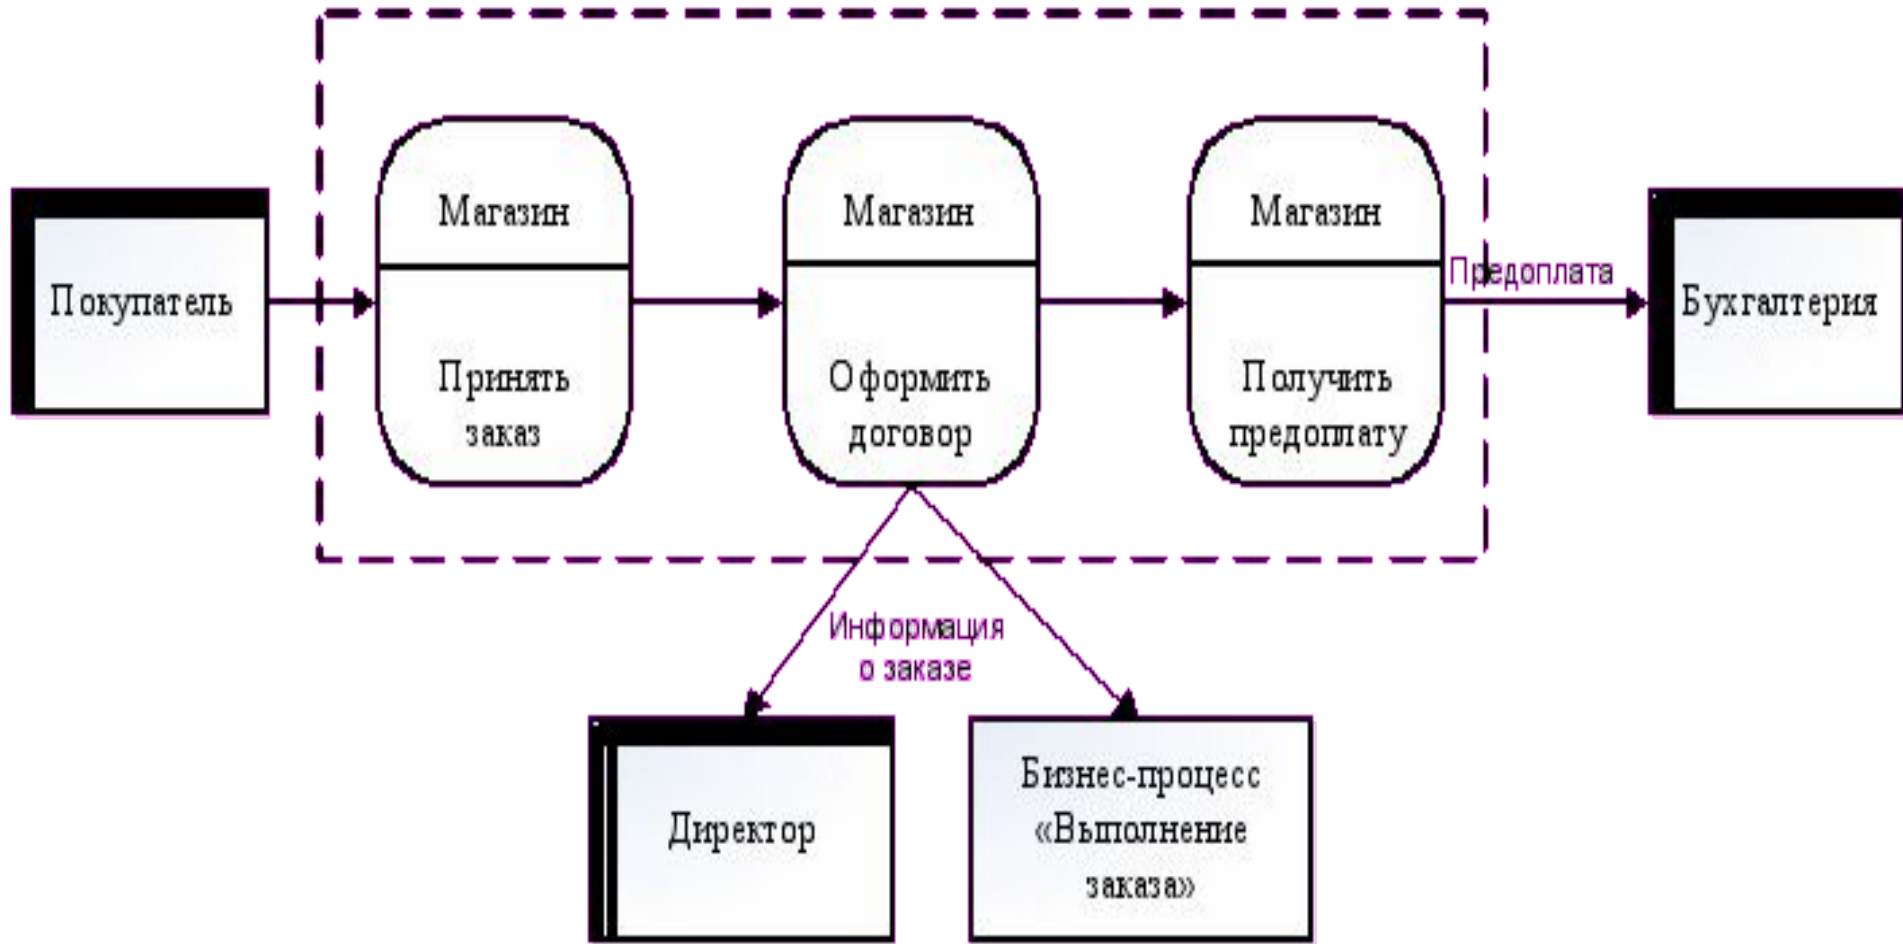 Магазин
Магазин
Магазин
Покупатель
Предоплата
Бухгалтерия
Принять
заказ
Оформить
договор
Получить
предоплату
Информация
о заказе
Директор
Бизнес-процесс
«Выполнение
заказа»